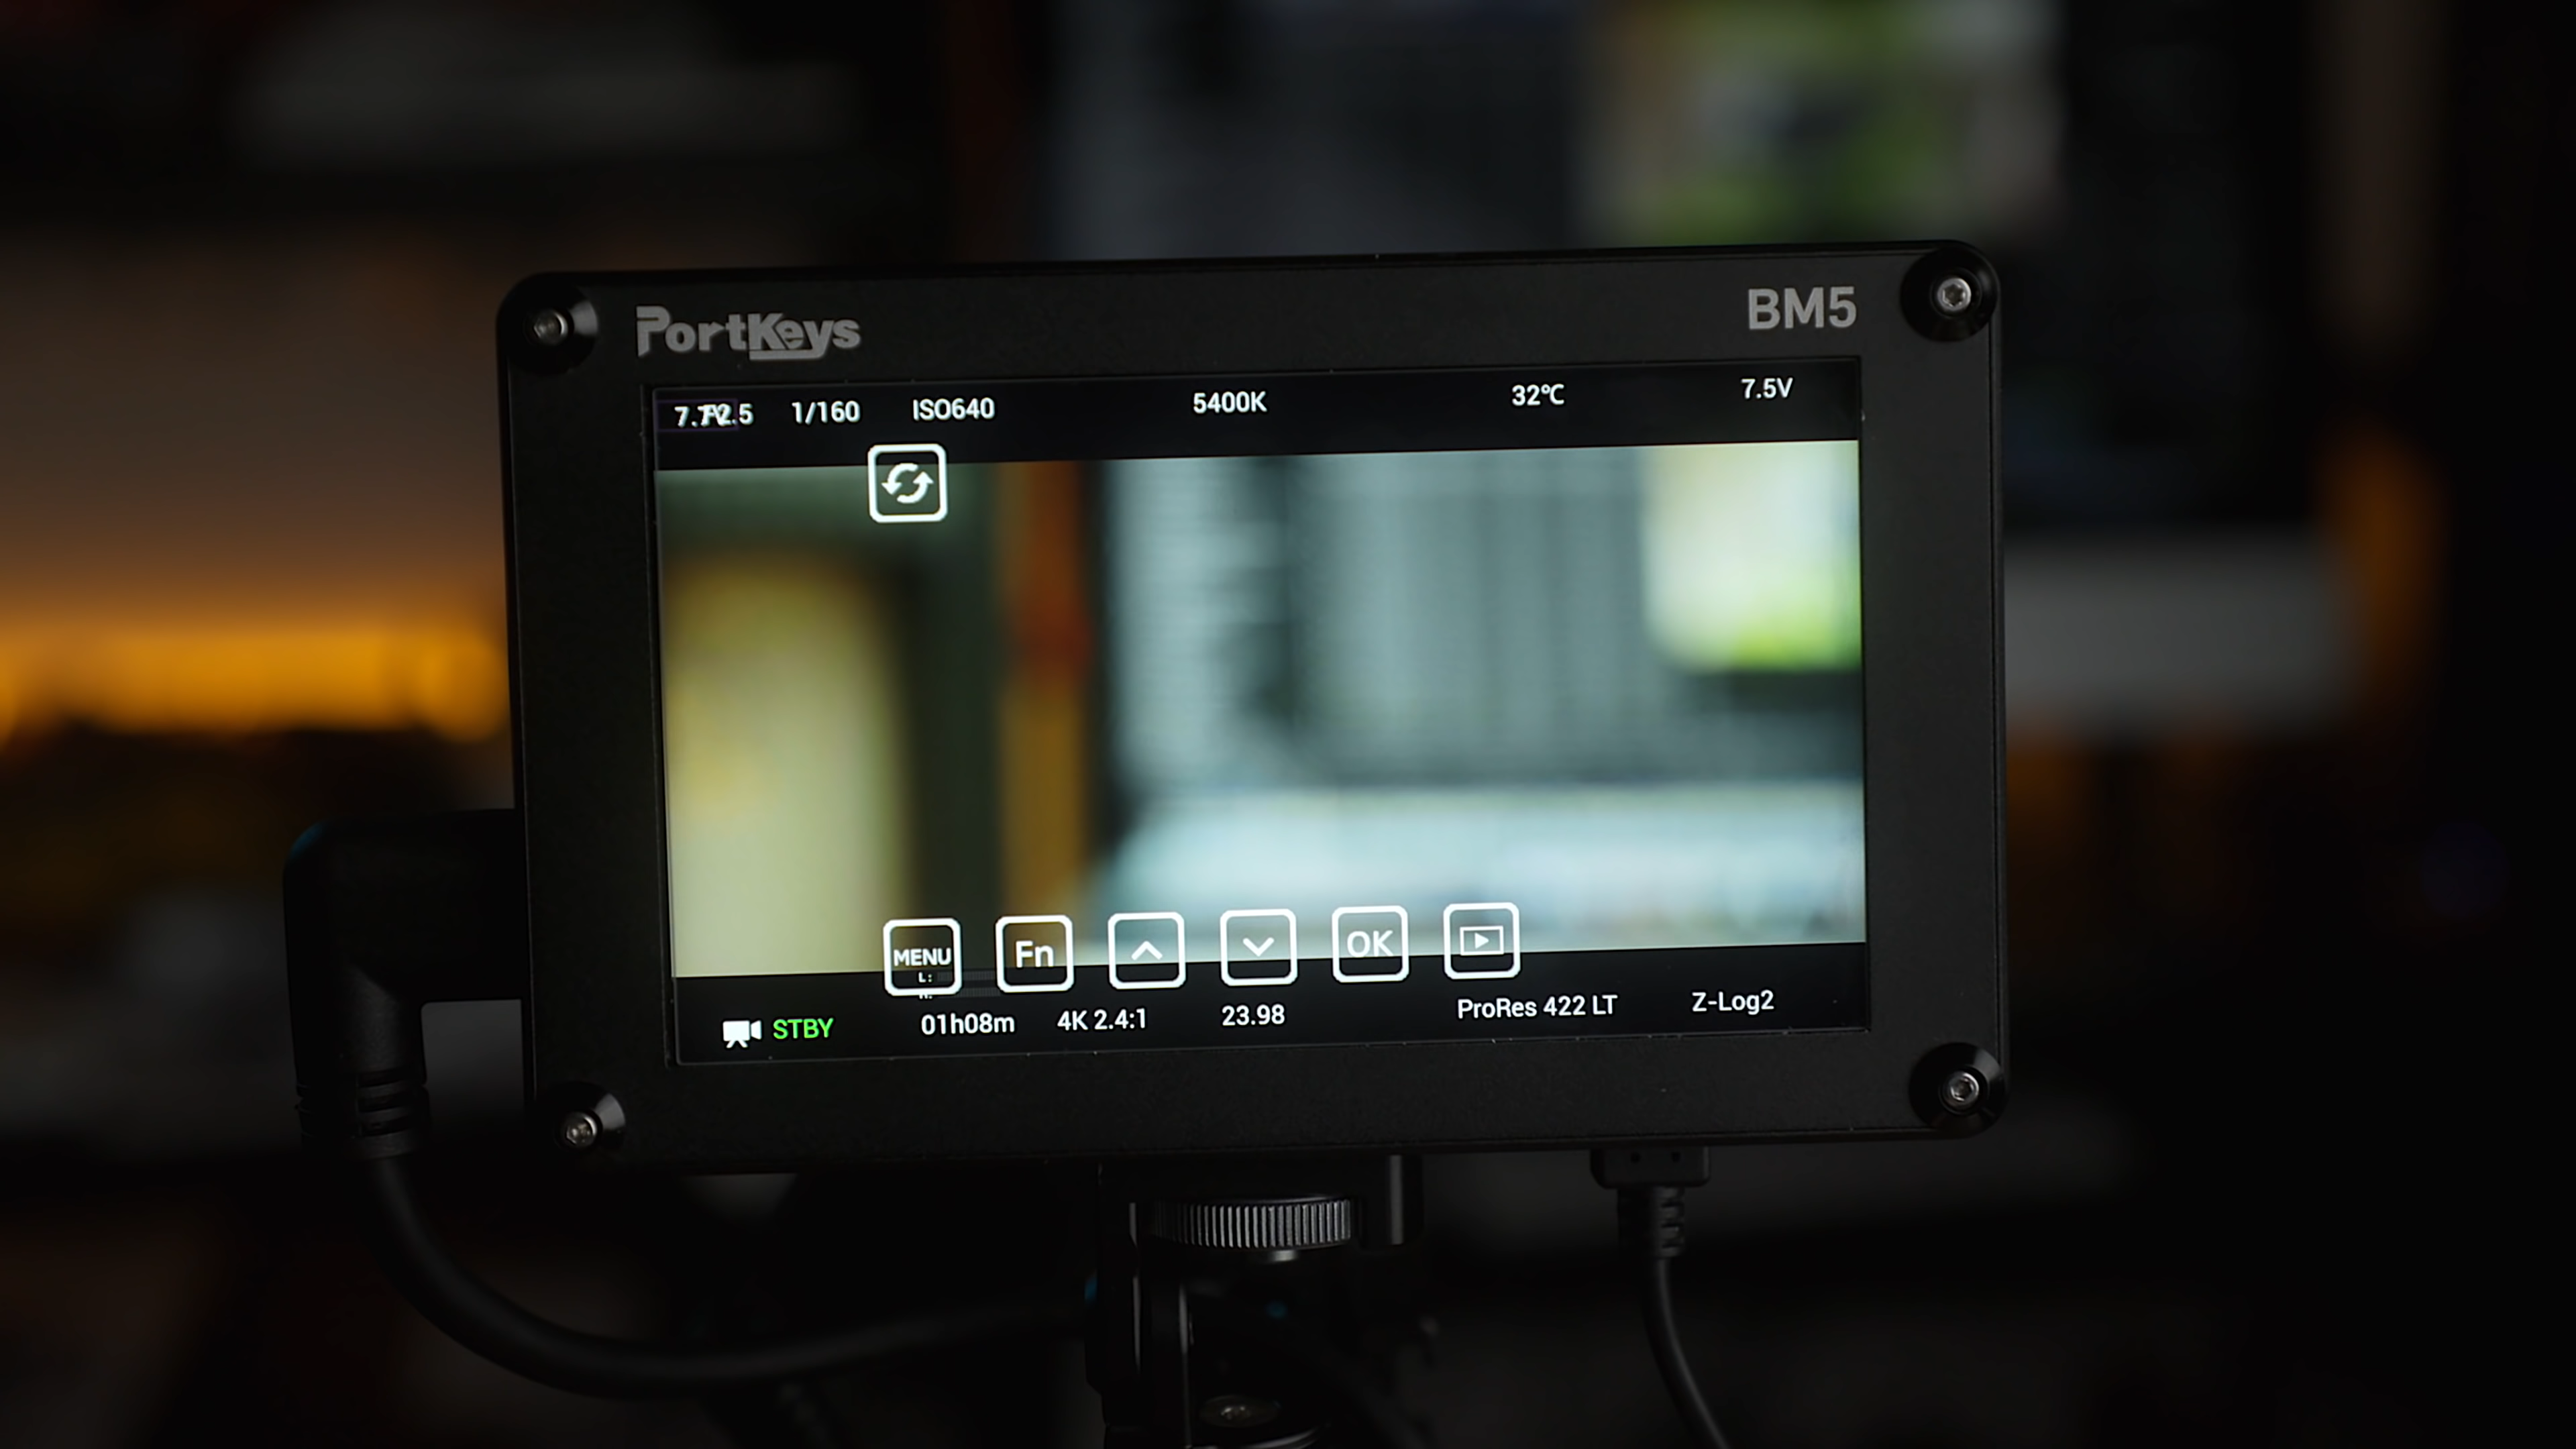 PortKeys BM5
1/160 ISO640 5400K 32℃ 7.5V
MENU Fn OK
L:
STBY 01h08m 4K 2.4:1 23.98 ProRes 422 LT Z-Log2